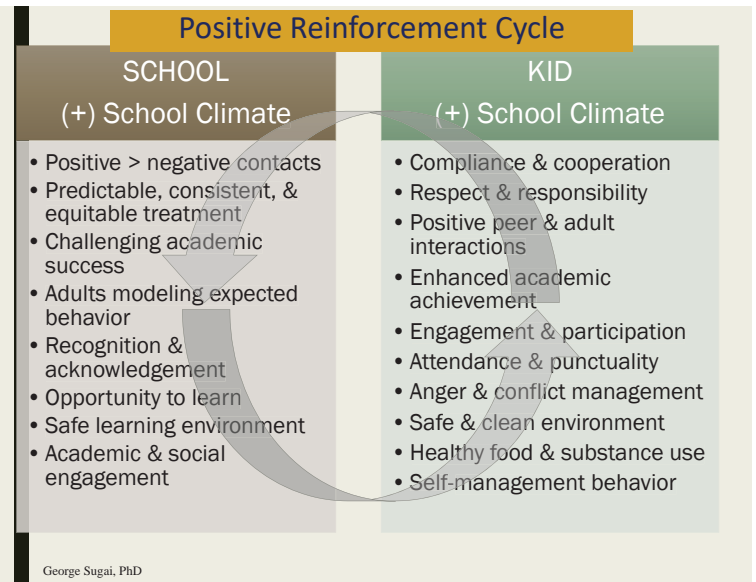 Positive Reinforcement Cycle
SCHOOL
(+) School Climate
• Positive > negative contacts
• Predictable, consistent, &
equitable treatment
• Challenging academic
success
• Adults modeling expected
behavior
• Recognition &
acknowledgement
• Opportunity to learn
• Safe learning environment
• Academic & social
engagement
KID
(+) School Climate
• Compliance & cooperation
• Respect & responsibility
• Positive peer & adult
interactions
• Enhanced academic
achievement
• Engagement & participation
• Attendance & punctuality
• Anger & conflict management
• Safe & clean environment
• Healthy food & substance use
• Self-management behavior
George Sugai, PhD